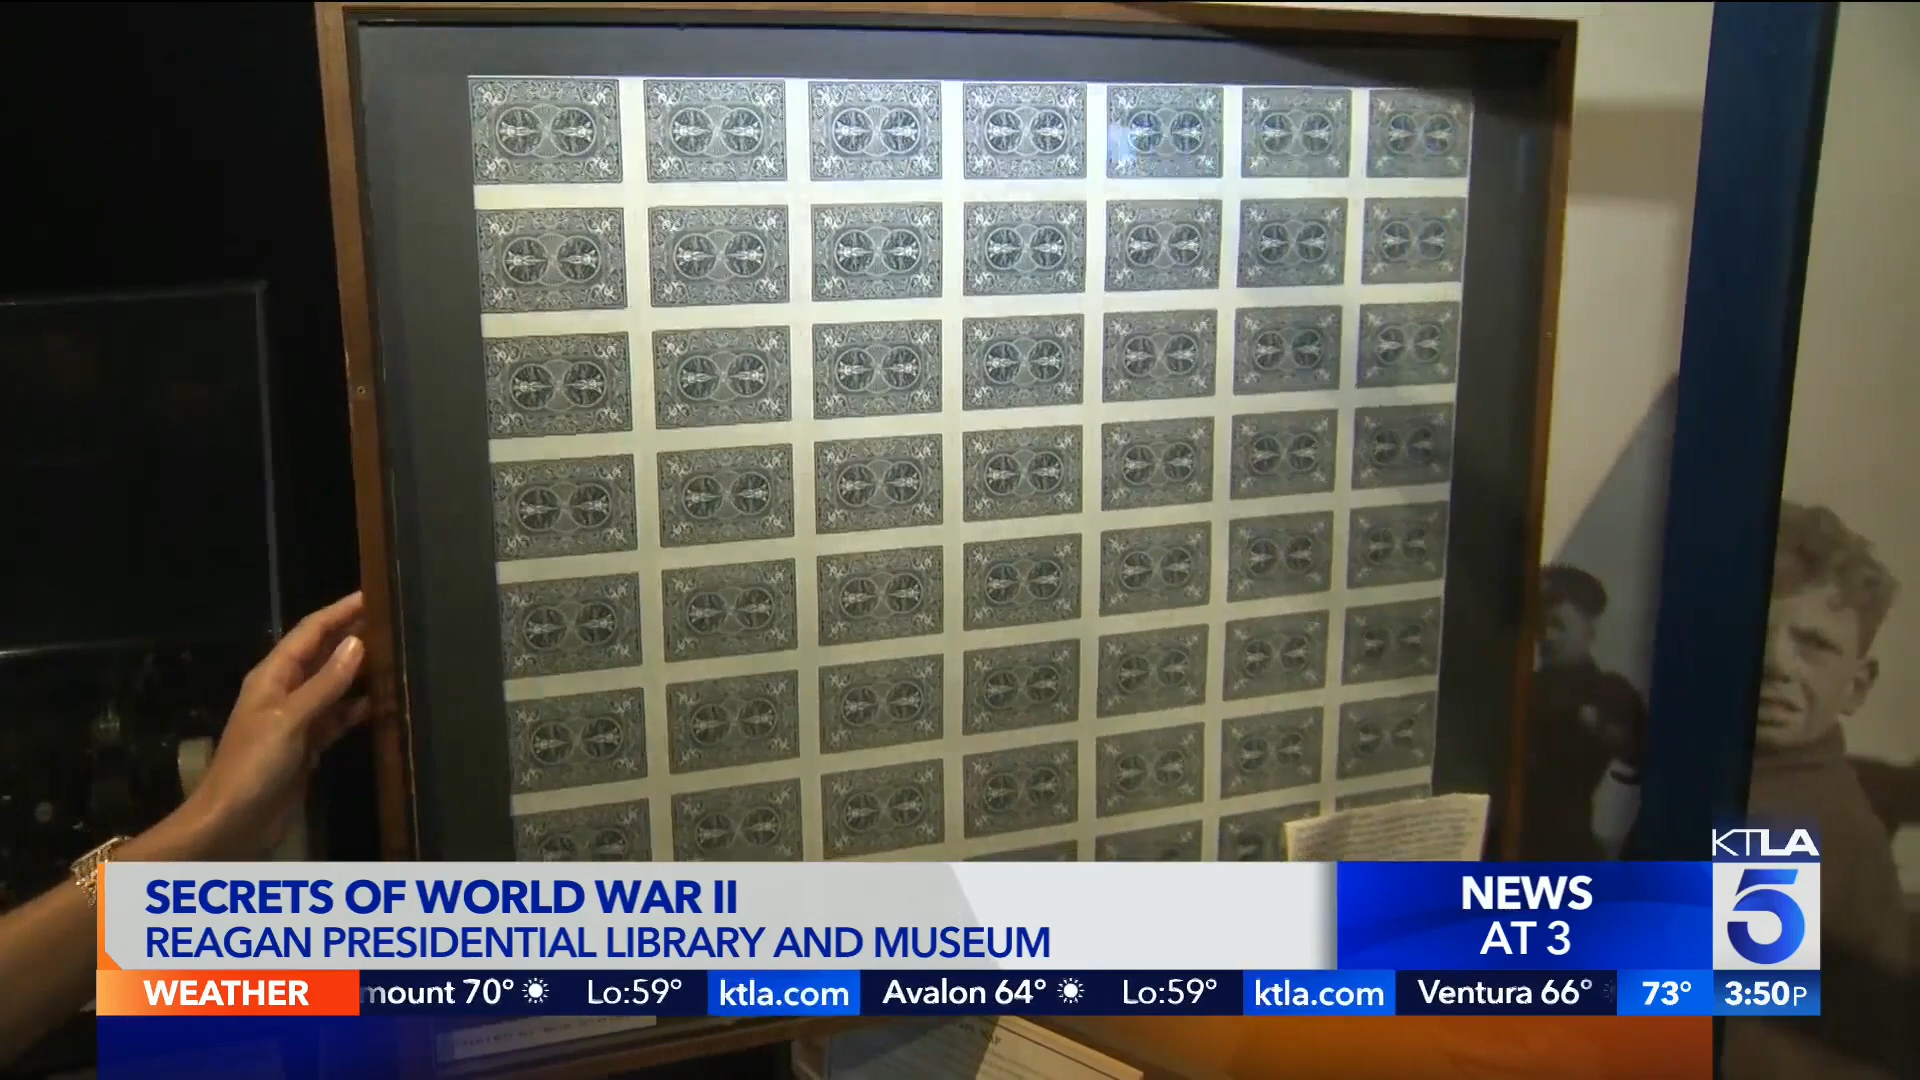 KTLA
5
SECRETS OF WORLD WAR II
REAGAN PRESIDENTIAL LIBRARY AND MUSEUM
NEWS
AT 3
WEATHER mount 70° Lo:59° ktla.com Avalon 64° Lo:59° ktla.com Ventura 66° 73° 3:50P